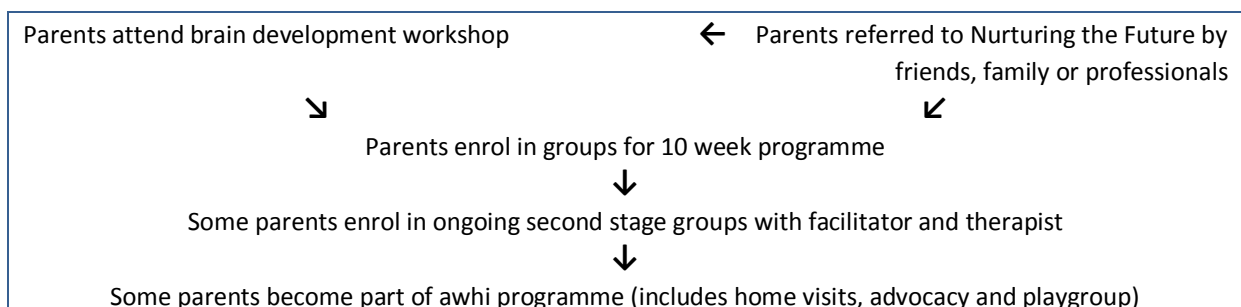 Parents attend brain development workshop ← Parents referred to Nurturing the Future by
friends, family or professionals
↘ ↙
Parents enrol in groups for 10 week programme
↓
Some parents enrol in ongoing second stage groups with facilitator and therapist
↓
Some parents become part of awhi programme (includes home visits, advocacy and playgroup)